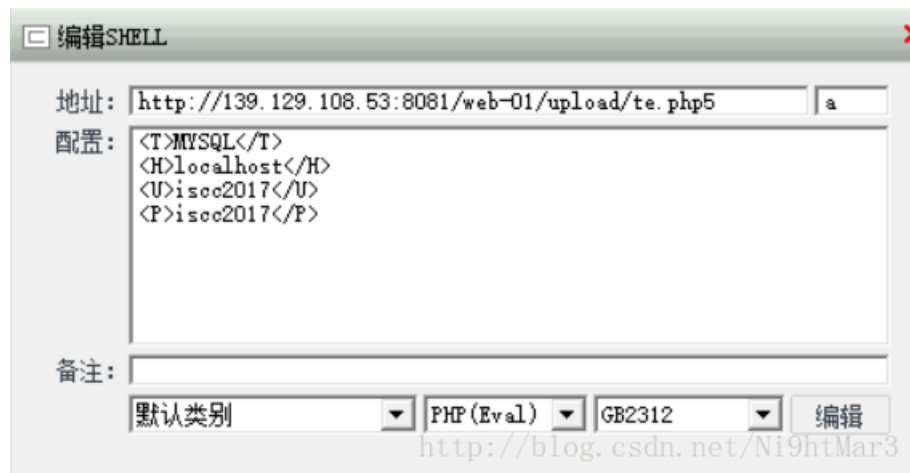 编辑SHELL
地址: http://139.129.108.53:8081/web-01/upload/te.php5 a
配置: <T>MYSQL</T>
<H>localhost</H>
<U>iscc2017</U>
<P>iscc2017</P>
备注:
默认类别 PHP(Eval) GB2312 编辑
http://blog.csdn.net/Ni9htMar3